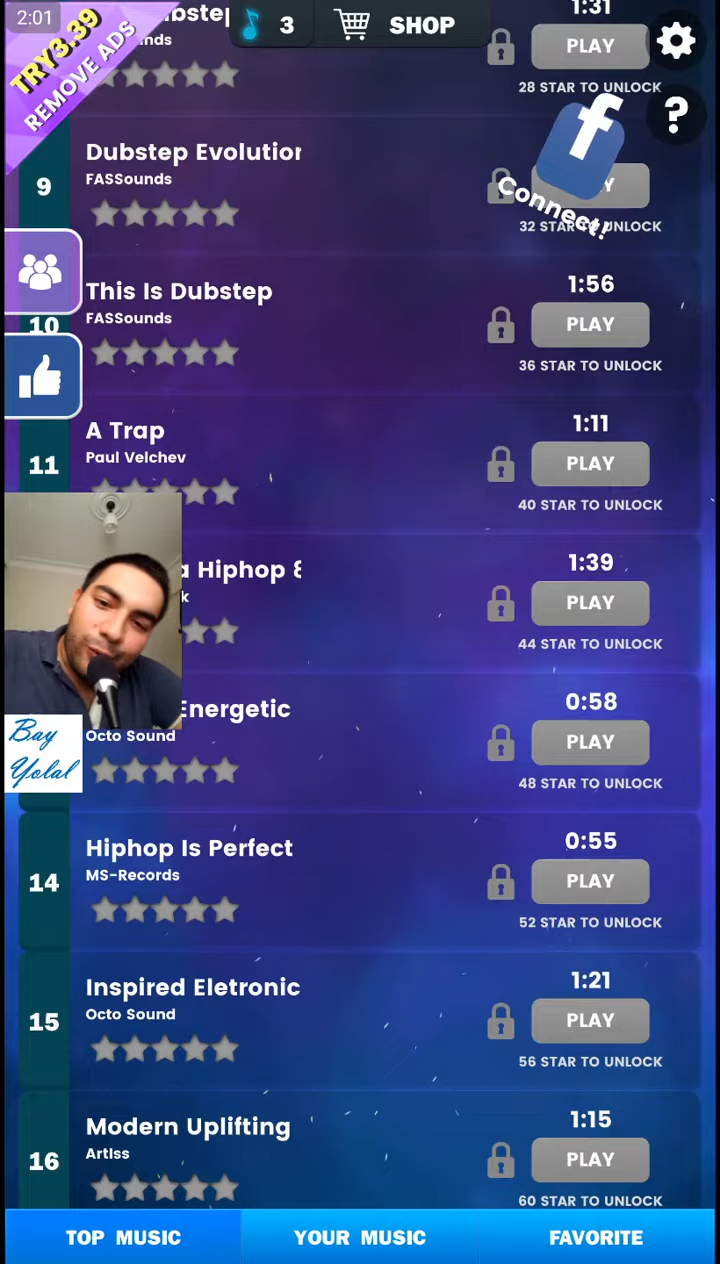 2:01
TRY3.39
REMOVE ADS
3
SHOP
1:31
PLAY
28 STAR TO UNLOCK
9
Dubstep Evolution
FASSounds
Connect!
32 STAR TO UNLOCK
10
This Is Dubstep
FASSounds
1:56
PLAY
36 STAR TO UNLOCK
11
A Trap
Paul Velchev
1:11
PLAY
40 STAR TO UNLOCK
Hiphop
1:39
PLAY
44 STAR TO UNLOCK
Energetic
Octo Sound
0:58
PLAY
48 STAR TO UNLOCK
Bay
Yolal
14
Hiphop Is Perfect
MS-Records
0:55
PLAY
52 STAR TO UNLOCK
15
Inspired Eletronic
Octo Sound
1:21
PLAY
56 STAR TO UNLOCK
16
Modern Uplifting
ArtIss
1:15
PLAY
60 STAR TO UNLOCK
TOP MUSIC
YOUR MUSIC
FAVORITE